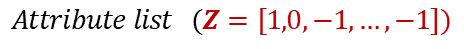 Attribute list (Z = [1,0, −1, … , −1])